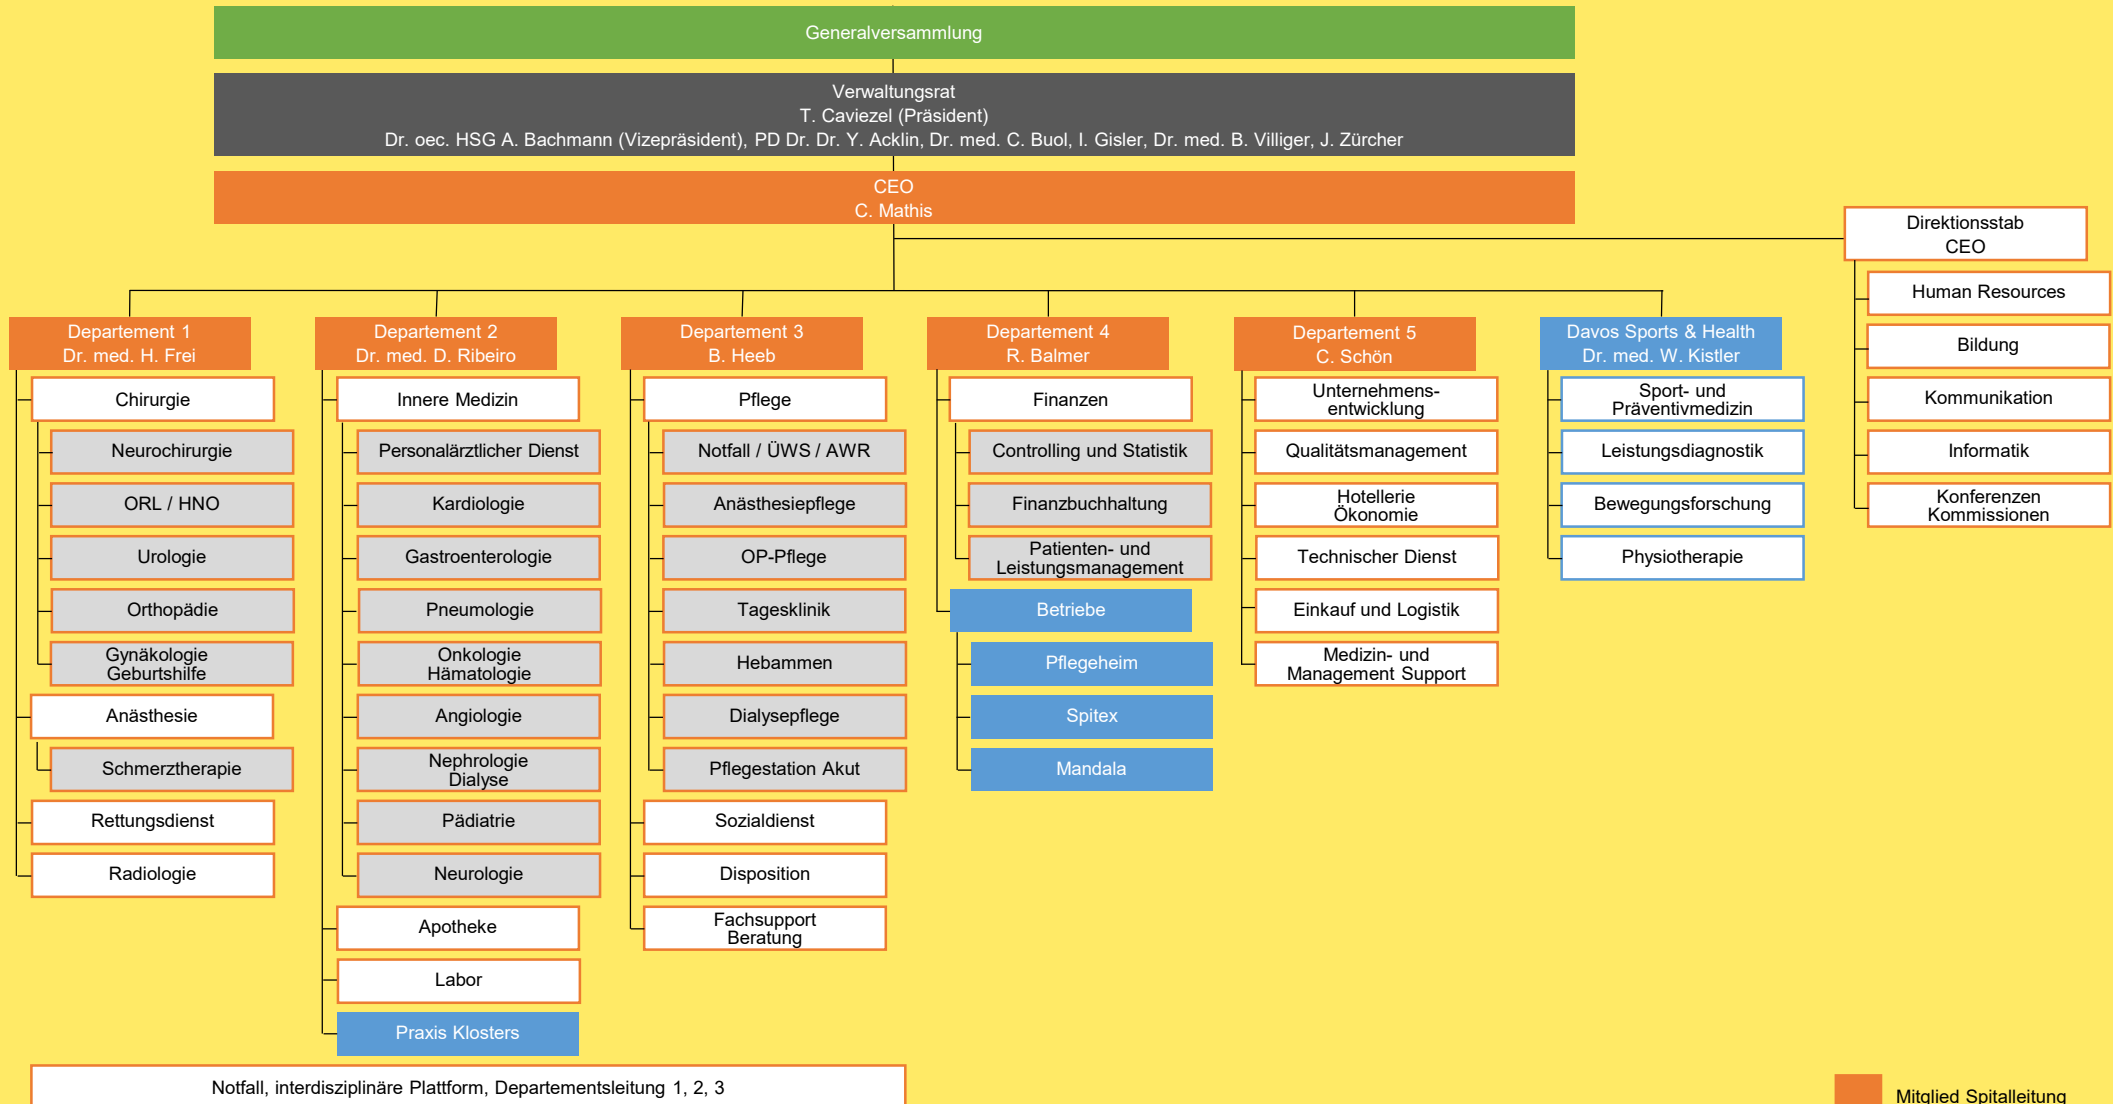 Generalversammlung
Verwaltungsrat
T. Caviezel (Präsident)
Dr. oec. HSG A. Bachmann (Vizepräsident), PD Dr. Dr. Y. Acklin, Dr. med. C. Buol, I. Gisler, Dr. med. B. Villiger, J. Zürcher
CEO
C. Mathis
Direktionsstab
CEO
Human Resources
Bildung
Kommunikation
Informatik
Konferenzen
Kommissionen
Departement 1
Dr. med. H. Frei
Chirurgie
Neurochirurgie
ORL / HNO
Urologie
Orthopädie
Gynäkologie
Geburtshilfe
Anästhesie
Schmerztherapie
Rettungsdienst
Radiologie
Departement 2
Dr. med. D. Ribeiro
Innere Medizin
Personalärztlicher Dienst
Kardiologie
Gastroenterologie
Pneumologie
Onkologie
Hämatologie
Angiologie
Nephrologie
Dialyse
Pädiatrie
Neurologie
Apotheke
Labor
Praxis Klosters
Departement 3
B. Heeb
Pflege
Notfall / ÜWS / AWR
Anästhesiepflege
OP-Pflege
Tagesklinik
Hebammen
Dialysepflege
Pflegestation Akut
Sozialdienst
Disposition
Fachsupport
Beratung
Departement 4
R. Balmer
Finanzen
Controlling und Statistik
Finanzbuchhaltung
Patienten- und
Leistungsmanagement
Betriebe
Pflegeheim
Spitex
Mandala
Departement 5
C. Schön
Unternehmens-
entwicklung
Qualitätsmanagement
Hotellerie
Ökonomie
Technischer Dienst
Einkauf und Logistik
Medizin- und
Management Support
Davos Sports & Health
Dr. med. W. Kistler
Sport- und
Präventivmedizin
Leistungsdiagnostik
Bewegungsforschung
Physiotherapie
Notfall, interdisziplinäre Plattform, Departementsleitung 1, 2, 3
Mitglied Spitalleitung